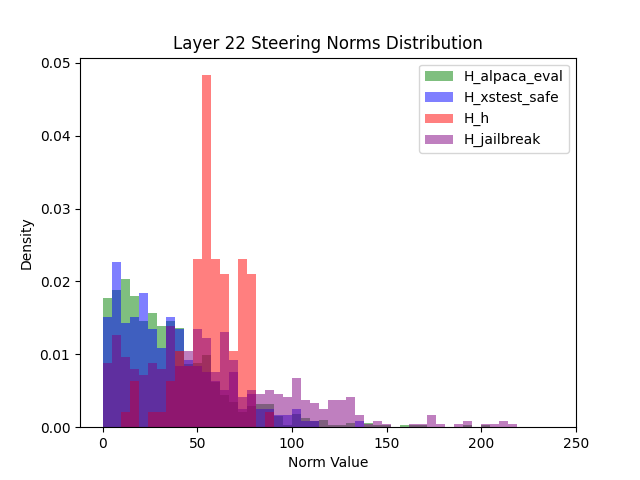 Layer 22 Steering Norms Distribution
H_alpaca_eval
H_xstest_safe
H_h
H_jailbreak
0.05
0.04
0.03
0.02
0.01
0.00
Density
0 50 100 150 200 250
Norm Value